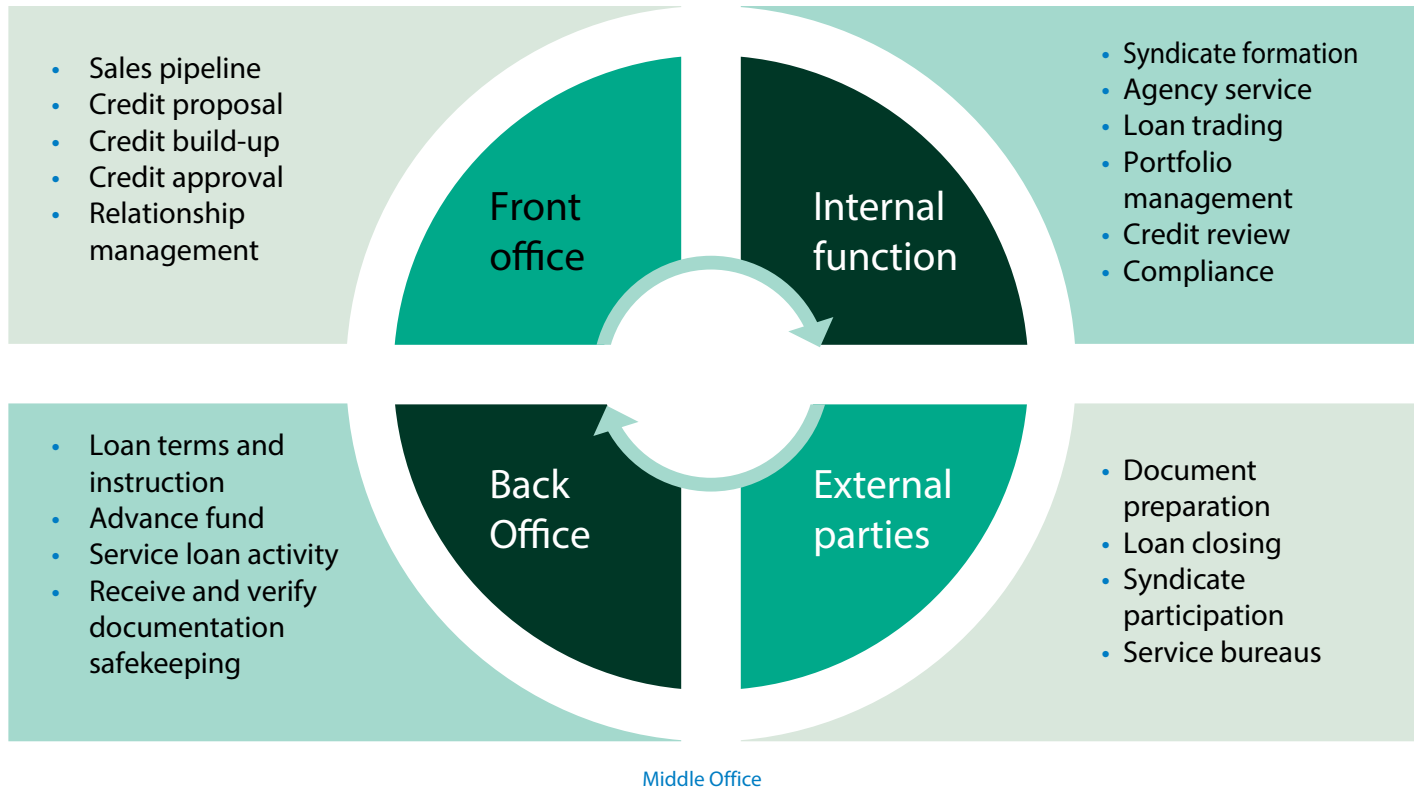 • Sales pipeline
• Credit proposal
• Credit build-up
• Credit approval
• Relationship
management
Front
office
Internal
function
• Syndicate formation
• Agency service
• Loan trading
• Portfolio
management
• Credit review
• Compliance
• Loan terms and
instruction
• Advance fund
• Service loan activity
• Receive and verify
documentation
safekeeping
Back
Office
External
parties
• Document
preparation
• Loan closing
• Syndicate
participation
• Service bureaus
Middle Office